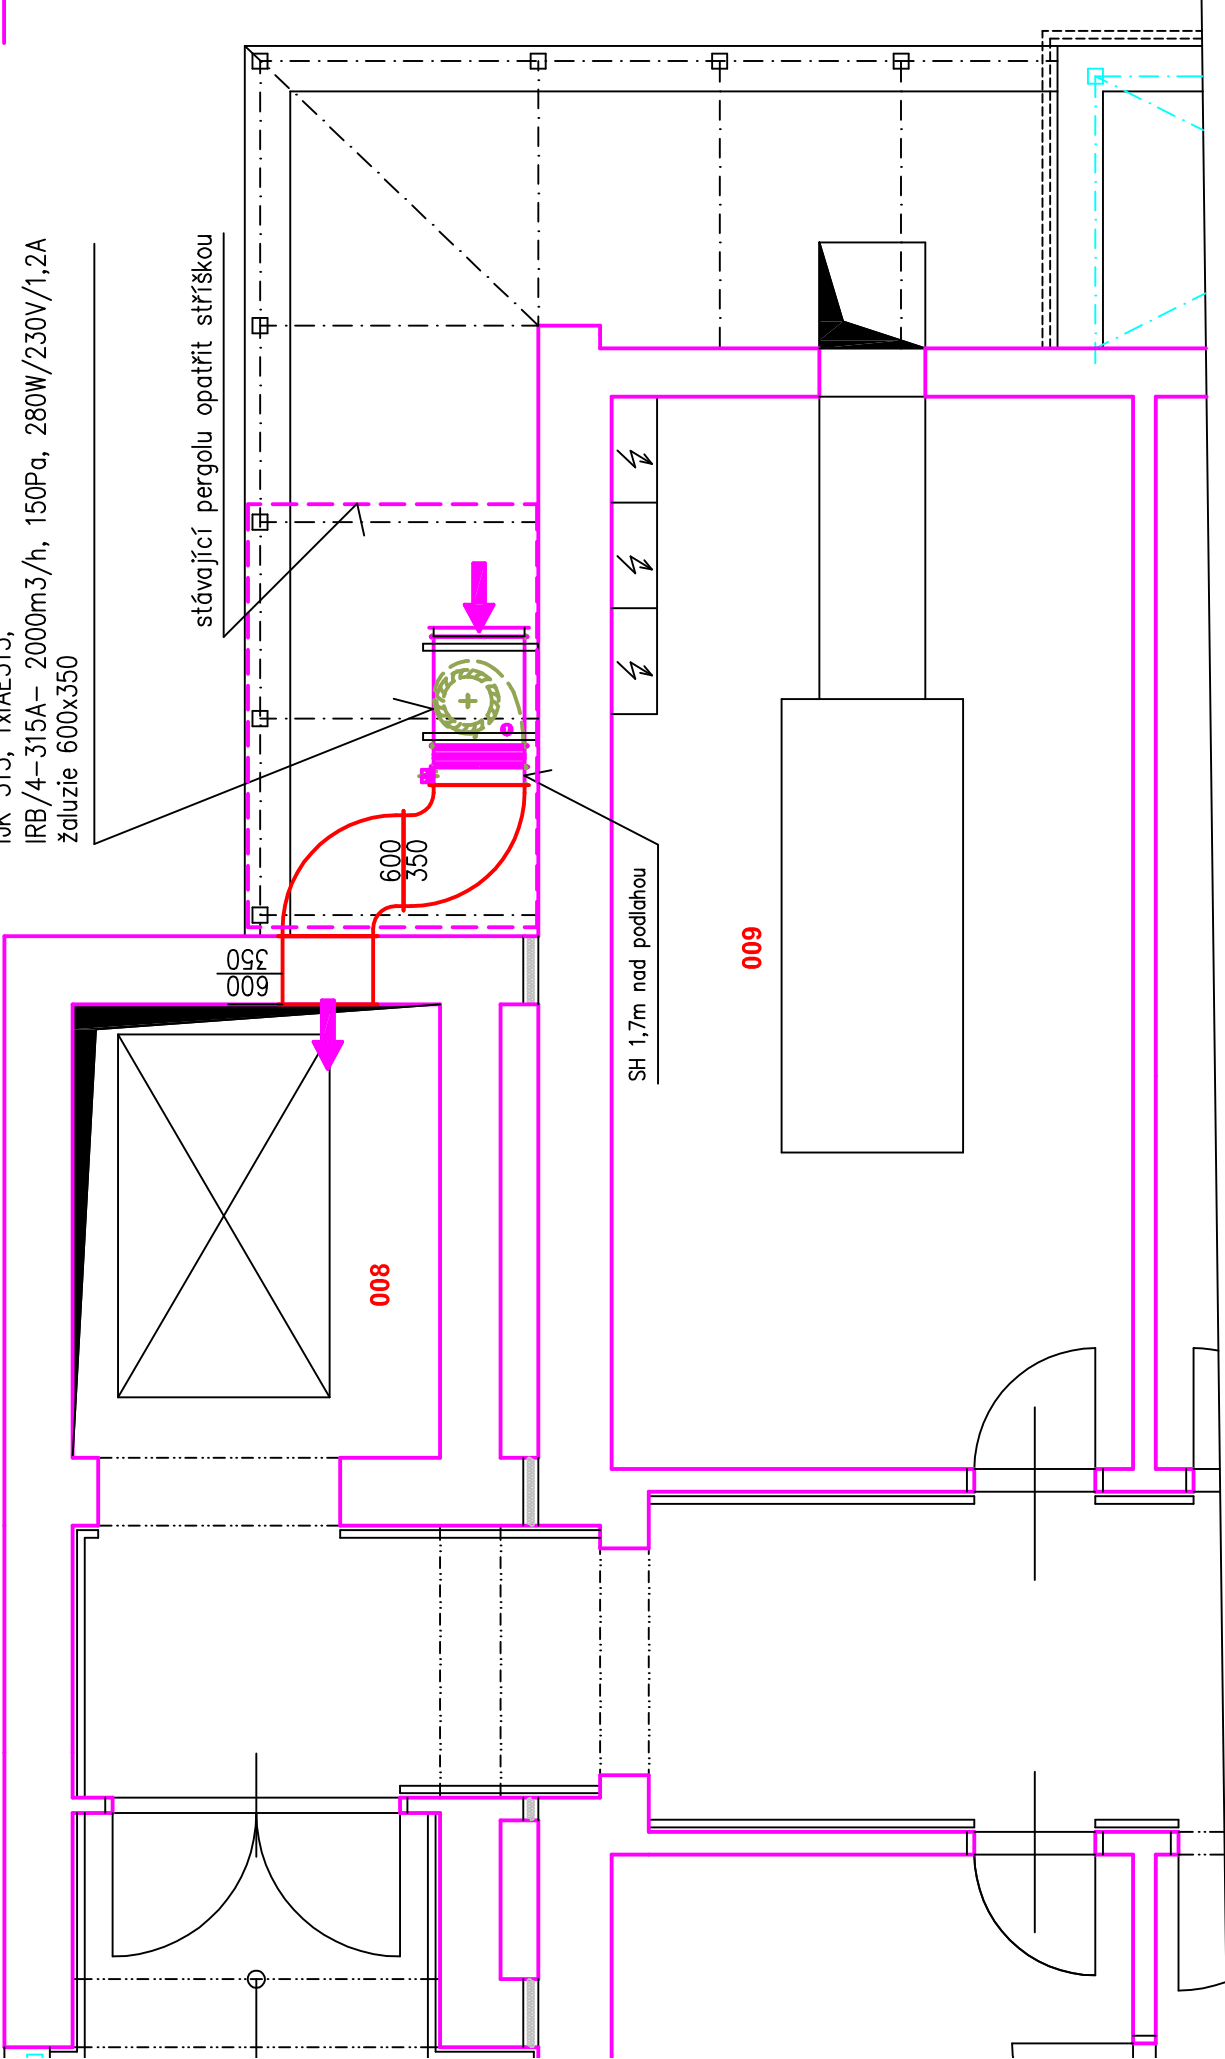 IRB/4-315A- 2000m3/h, 150Pa, 280W/230V/1,2A
žaluzie 600x350
stávající pergolu opatřit stříškou
600
350
600
350
SH 1,7m nad podlahou
009
008